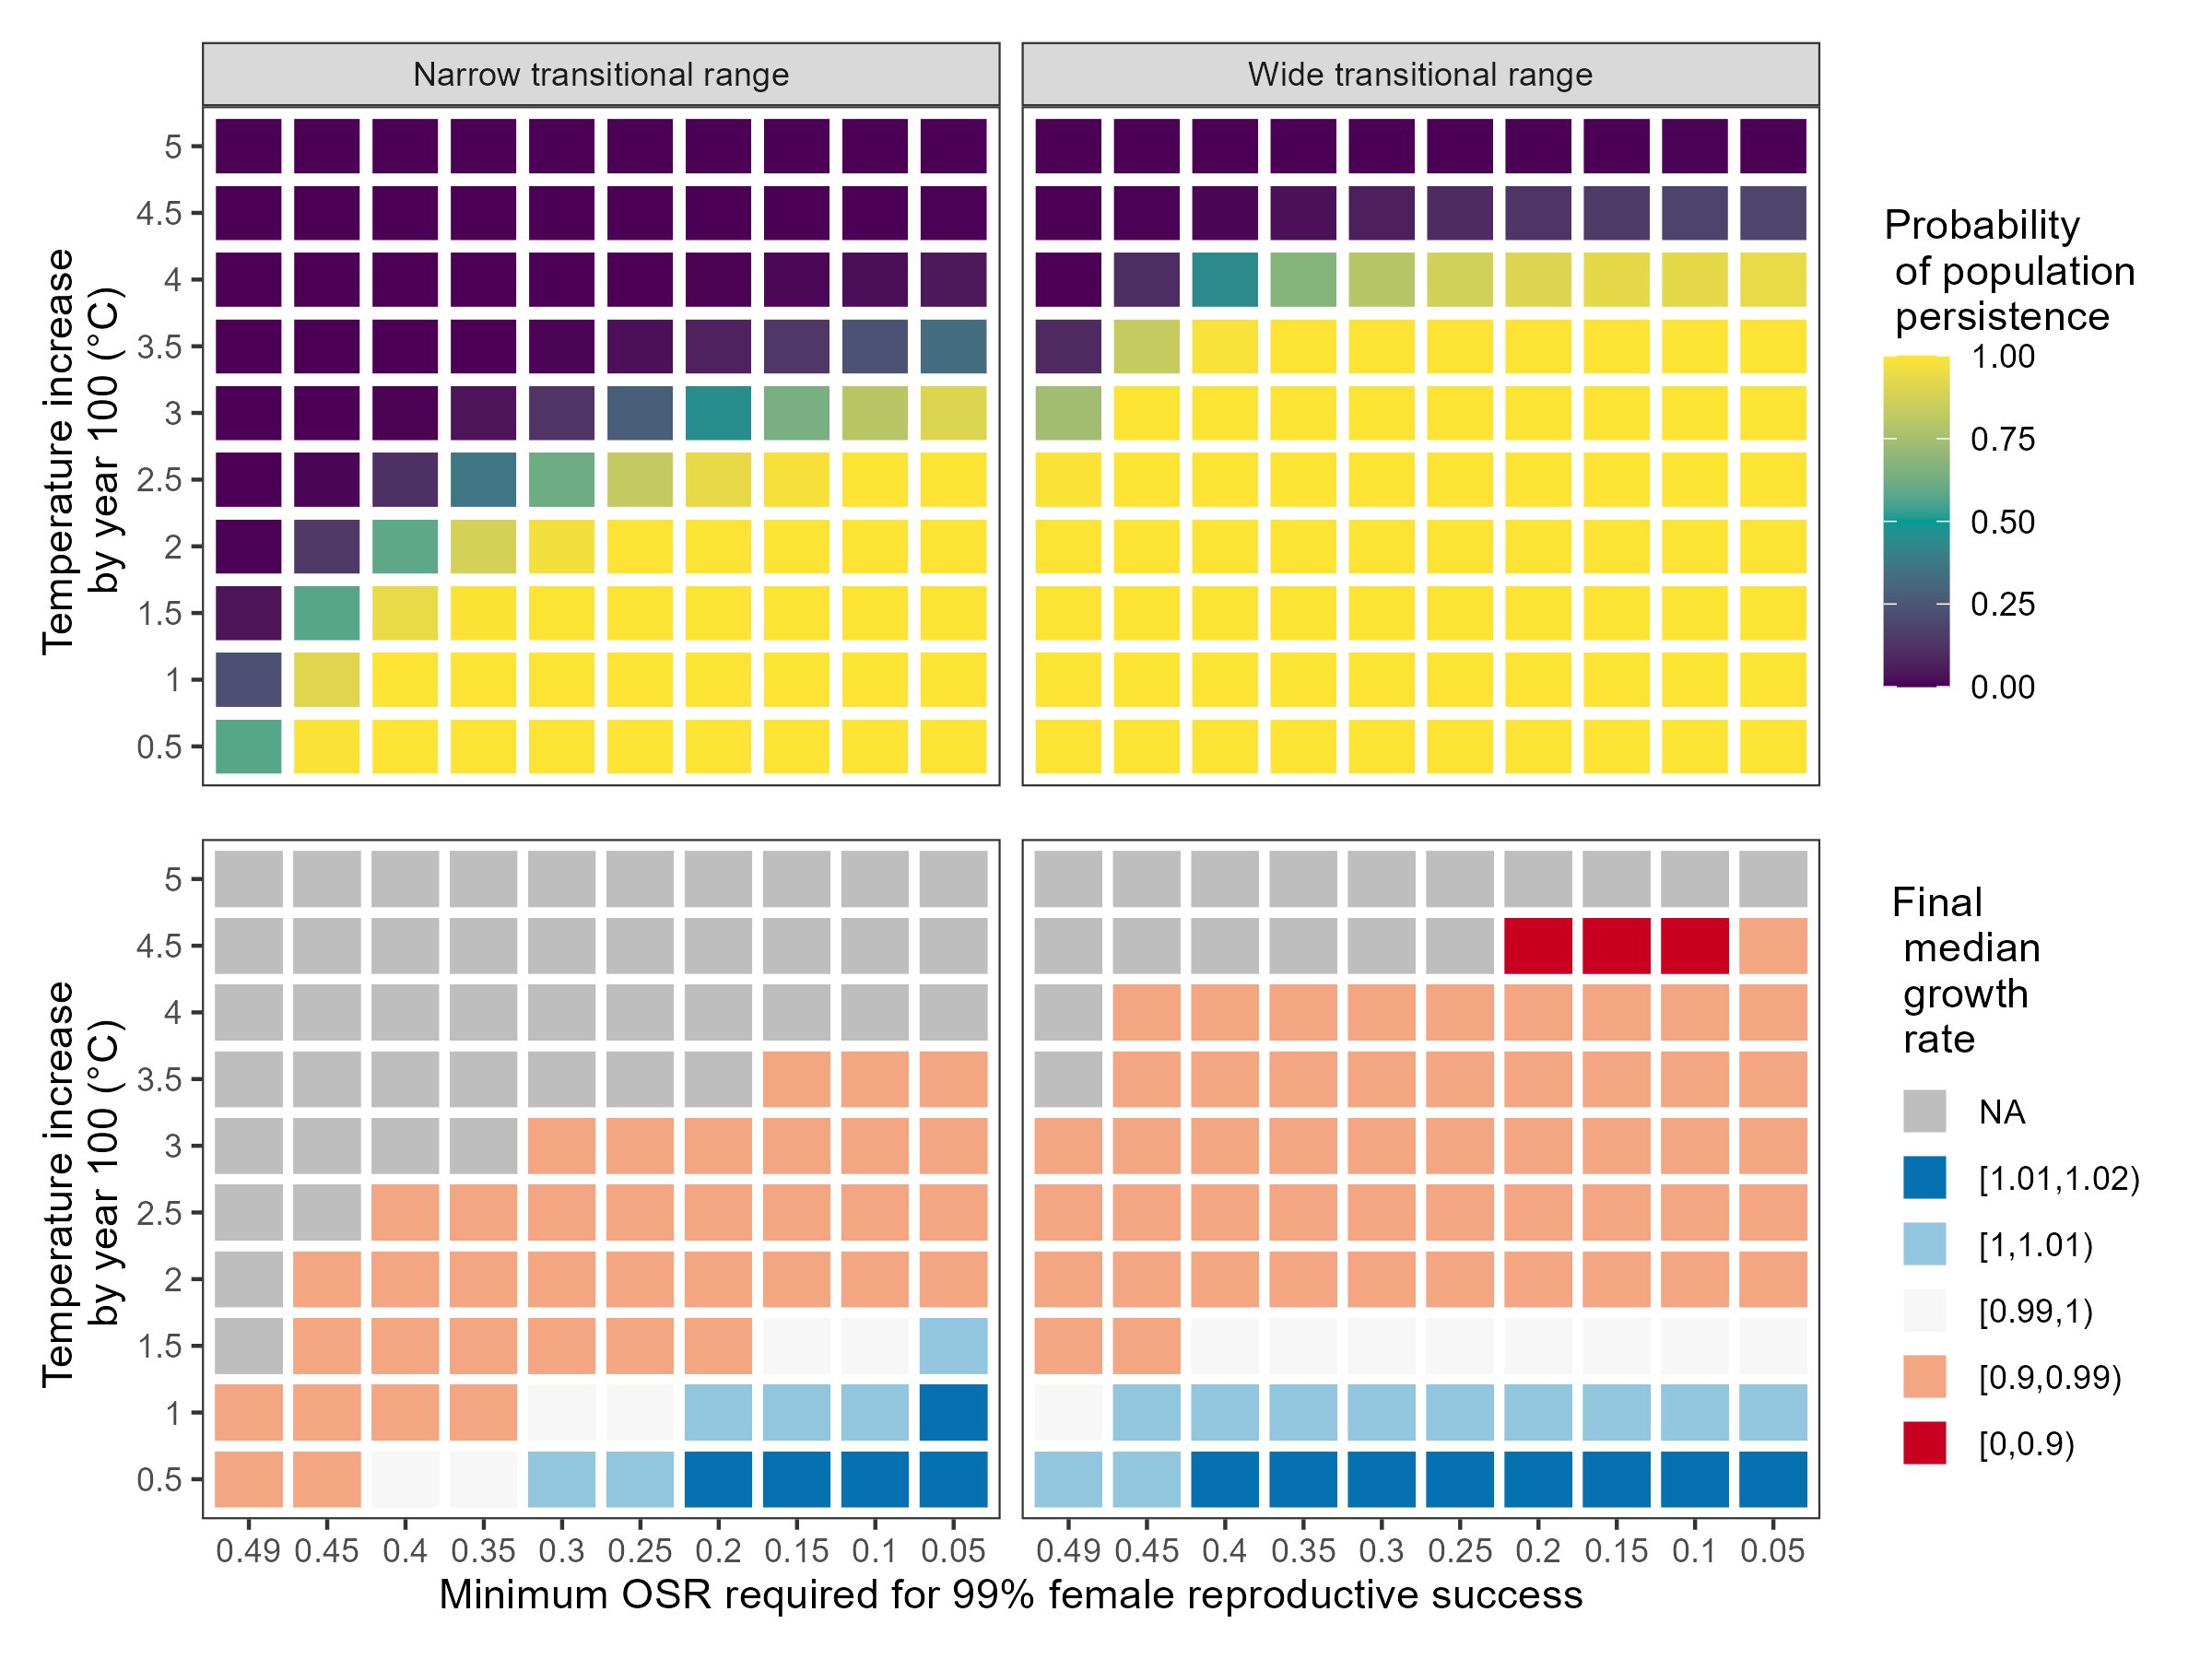 Narrow transitional range
Wide transitional range
Temperature increase
by year 100 (°C)
5
4.5
4
3.5
3
2.5
2
1.5
1
0.5
Probability
of population
persistence
1.00
0.75
0.50
0.25
0.00
Temperature increase
by year 100 (°C)
5
4.5
4
3.5
3
2.5
2
1.5
1
0.5
0.49 0.45 0.4 0.35 0.3 0.25 0.2 0.15 0.1 0.05
0.49 0.45 0.4 0.35 0.3 0.25 0.2 0.15 0.1 0.05
Minimum OSR required for 99% female reproductive success
Final
median
growth
rate
NA
[1.01,1.02)
[1,1.01)
[0.99,1)
[0.9,0.99)
[0,0.9)